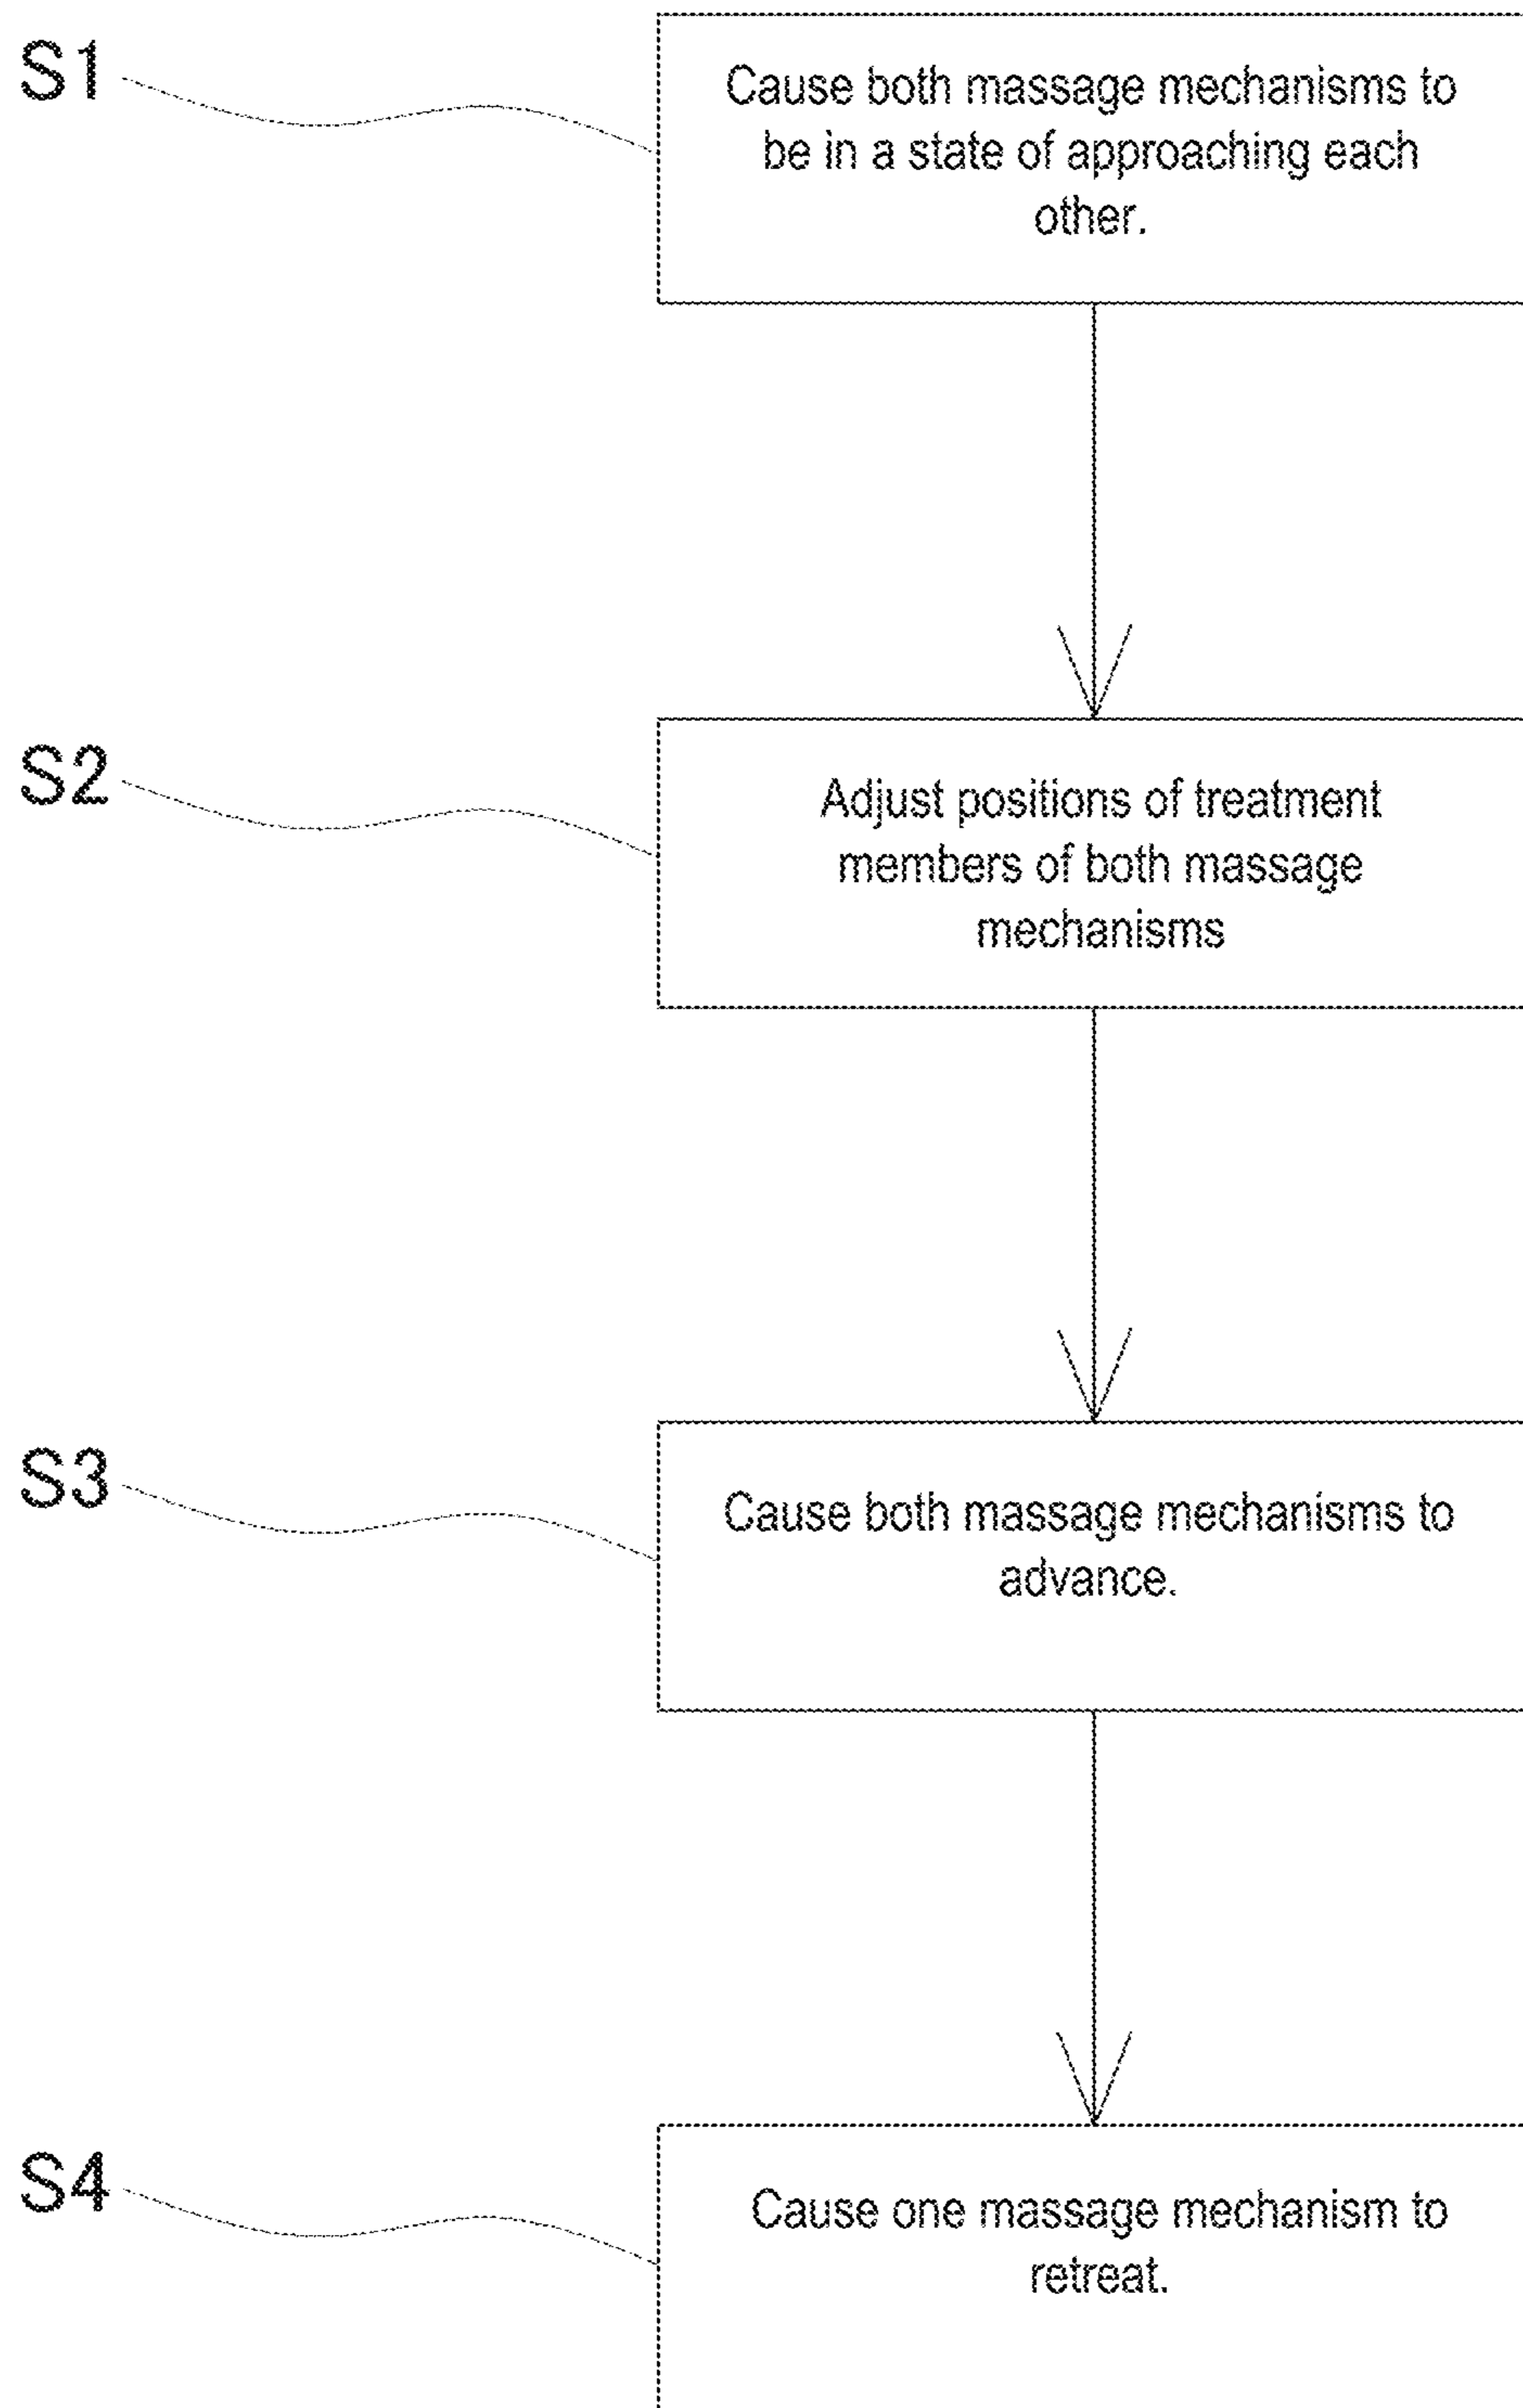 S1
Cause both massage mechanisms to
be in a state of approaching each
other.
S2
Adjust positions of treatment
members of both massage
mechanisms
S3
Cause both massage mechanisms to
advance.
S4
Cause one massage mechanism to
retreat.